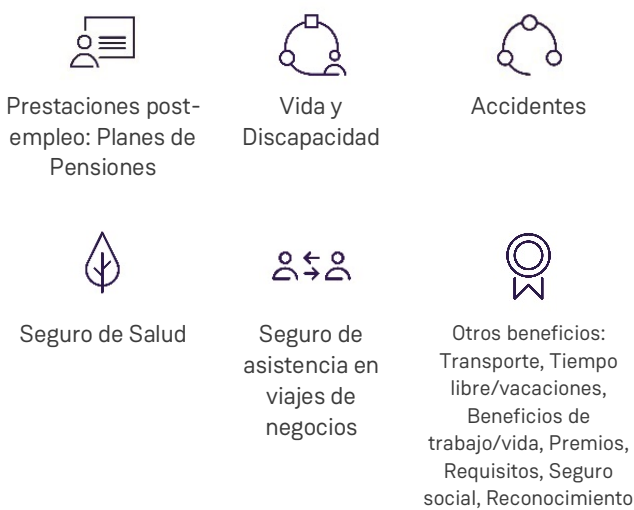 Prestaciones post-
empleo: Planes de
Pensiones
Vida y
Discapacidad
Accidentes
Seguro de Salud
Seguro de
asistencia en
viajes de
negocios
Otros beneficios:
Transporte, Tiempo
libre/vacaciones,
Beneficios de
trabajo/vida, Premios,
Requisitos, Seguro
social, Reconocimiento